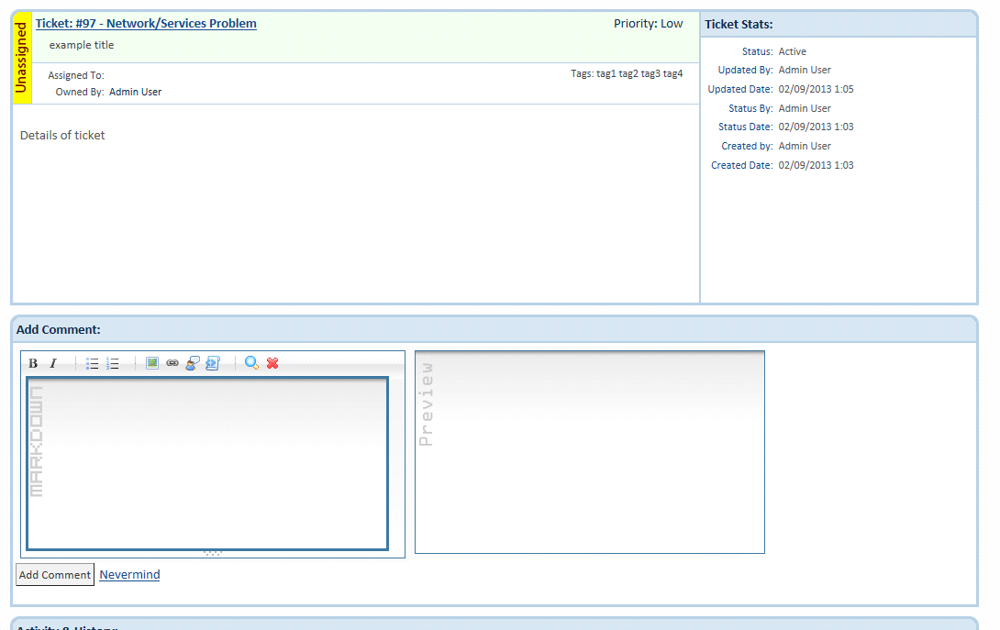 Unassigned
Ticket: #97 - Network/Services Problem
Priority: Low
example title
Assigned To:
Tags: tag1 tag2 tag3 tag4
Owned By: Admin User
Details of ticket
Ticket Stats:
Status: Active
Updated By: Admin User
Updated Date: 02/09/2013 1:05
Status By: Admin User
Status Date: 02/09/2013 1:03
Created by: Admin User
Created Date: 02/09/2013 1:03
Add Comment:
B I
MARKDOWN
Preview
Add Comment Nevermind
Activity & History: